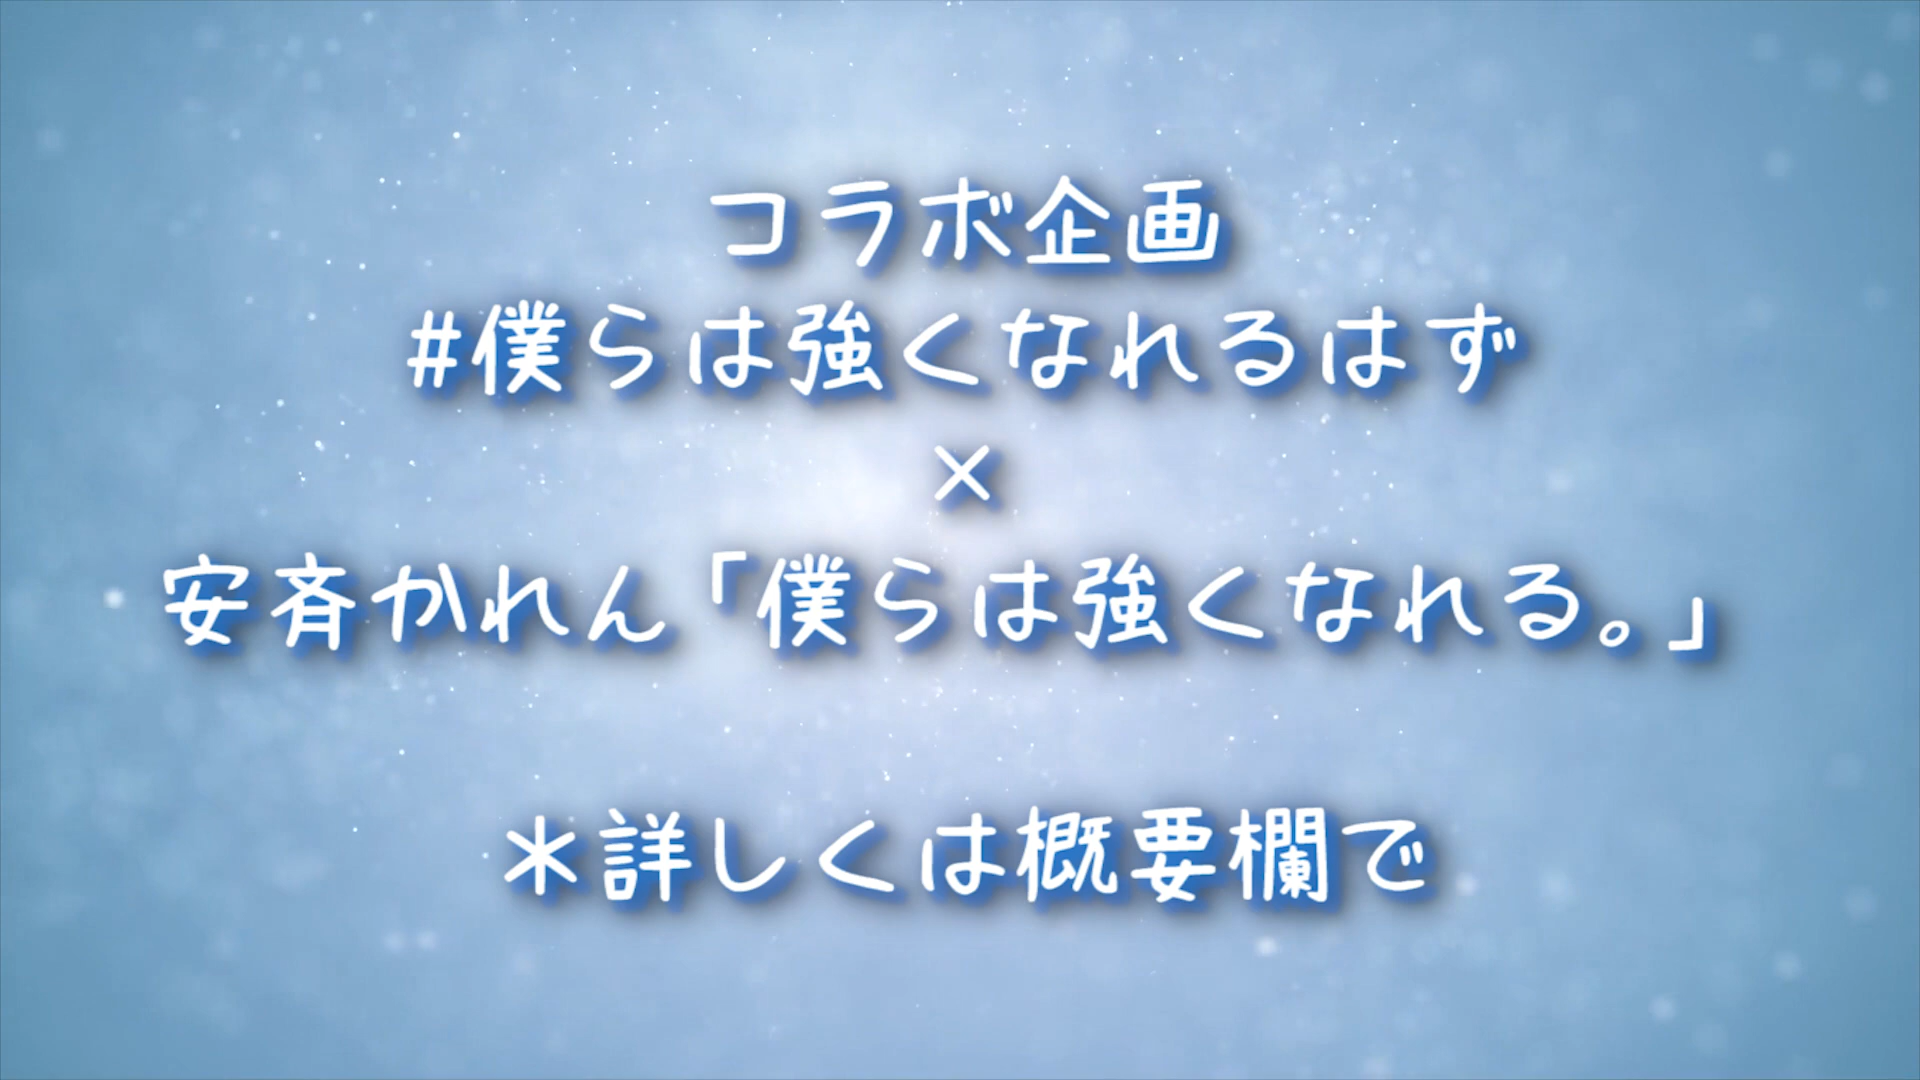 コラボ企画
#僕らは強くなれるはず
×
安斉かれん「僕らは強くなれる。」
＊詳しくは概要欄で